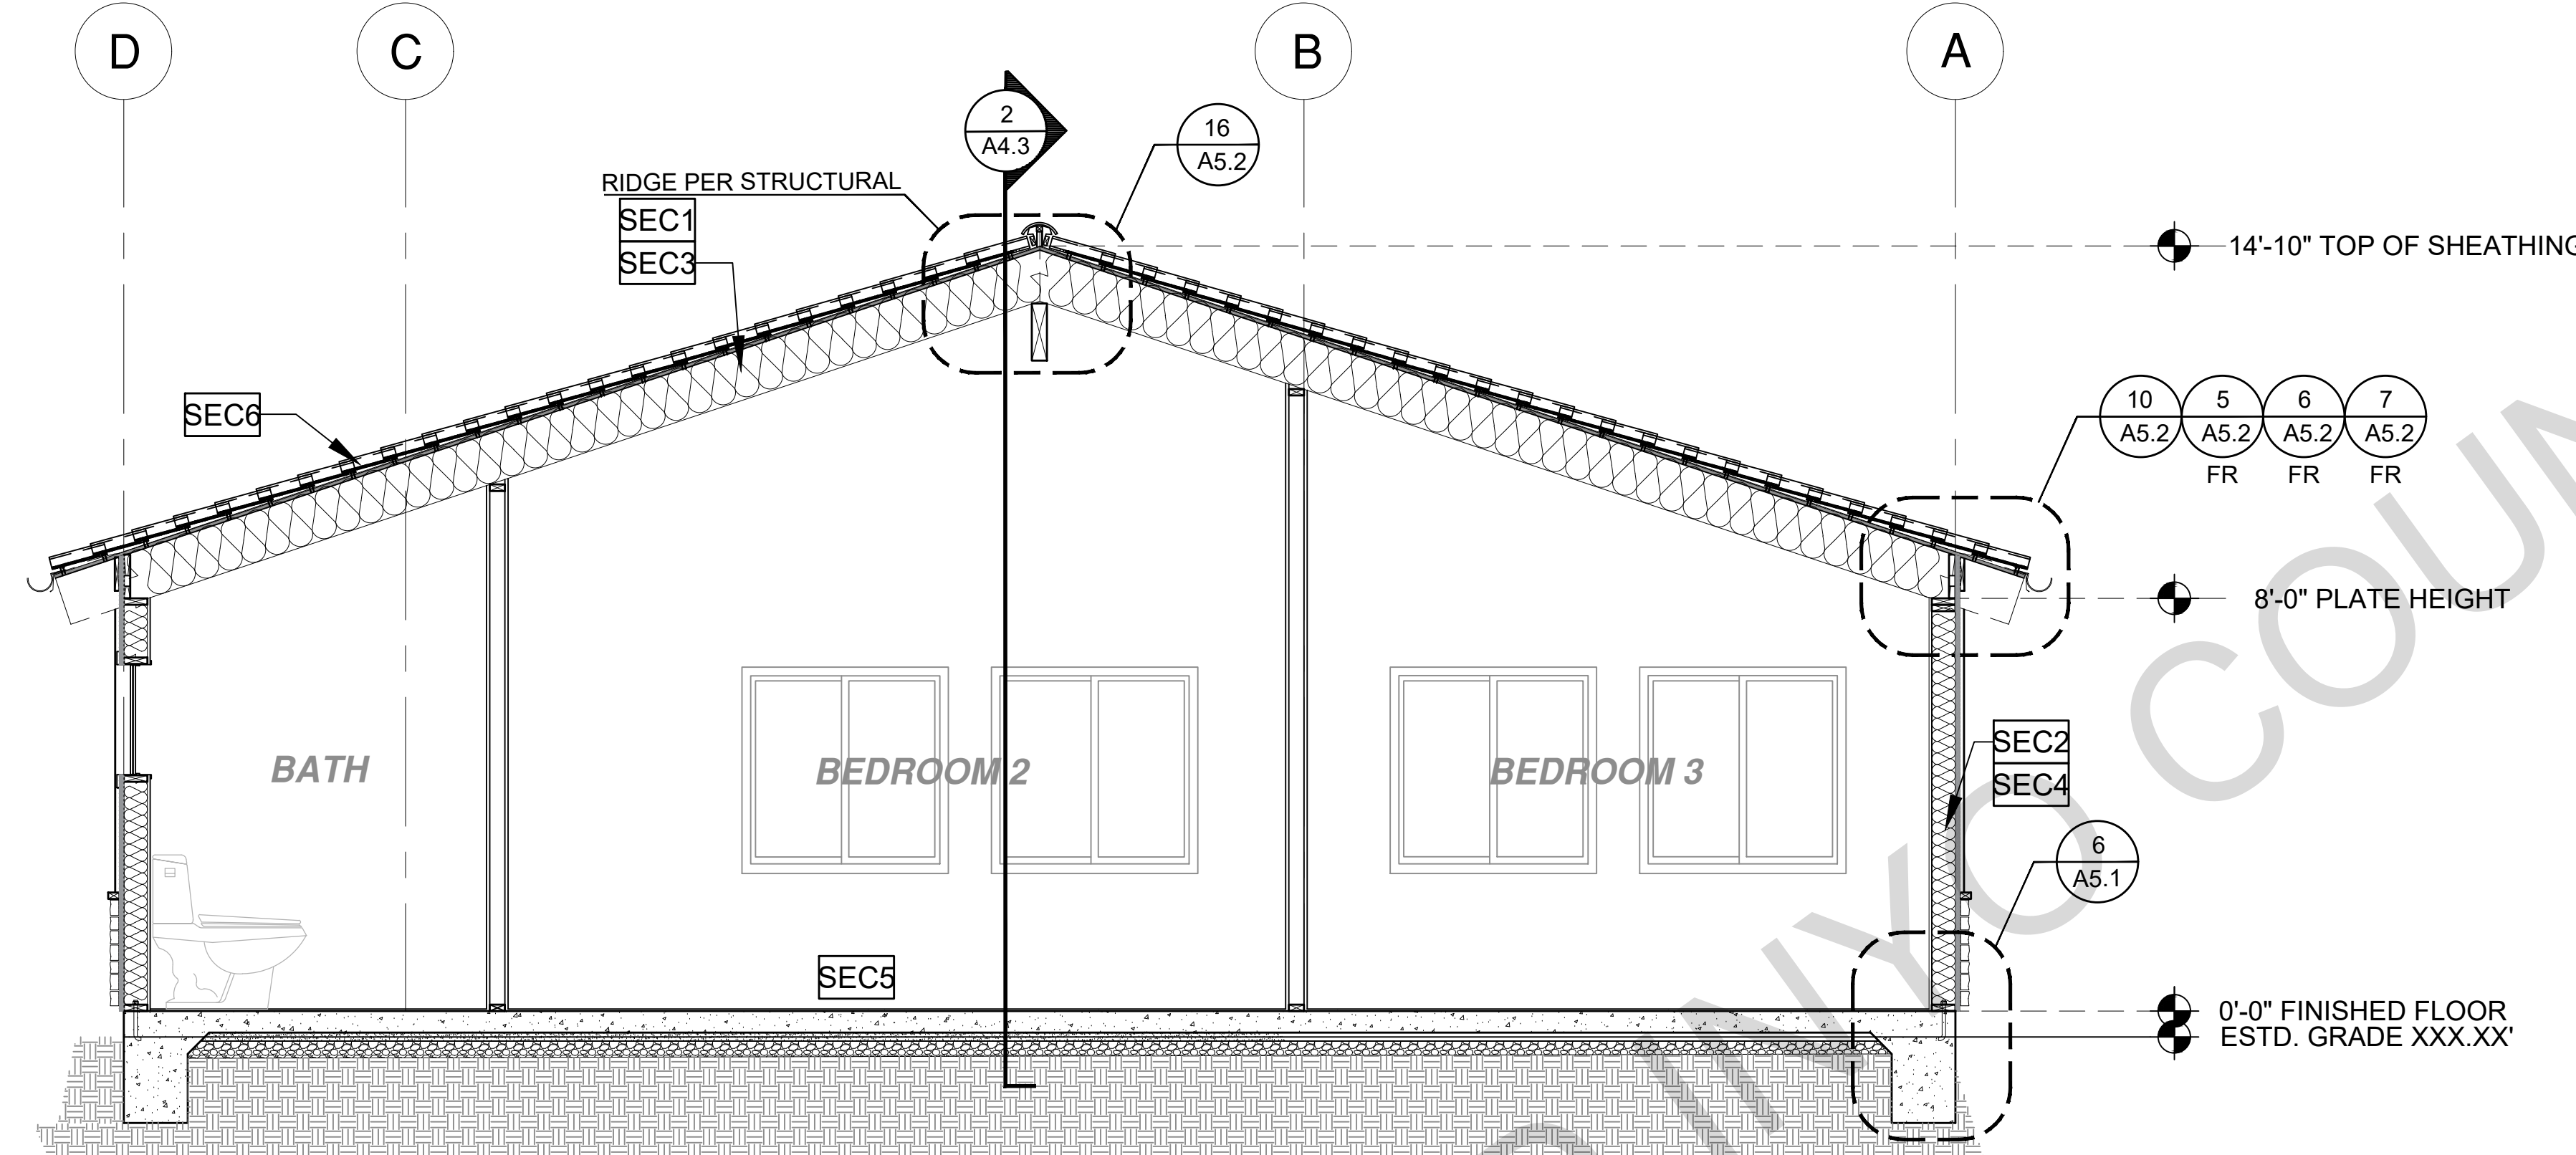 D
C
B
A
2
A4.3
16
A5.2
RIDGE PER STRUCTURAL
SEC1
SEC3
14'-10" TOP OF SHEATHING
SEC6
10
A5.2
5
A5.2
FR
6
A5.2
FR
7
A5.2
FR
8'-0" PLATE HEIGHT
BATH
BEDROOM 2
BEDROOM 3
SEC2
SEC4
6
A5.1
SEC5
0'-0" FINISHED FLOOR
ESTD. GRADE XXX.XX'
INYO COUN